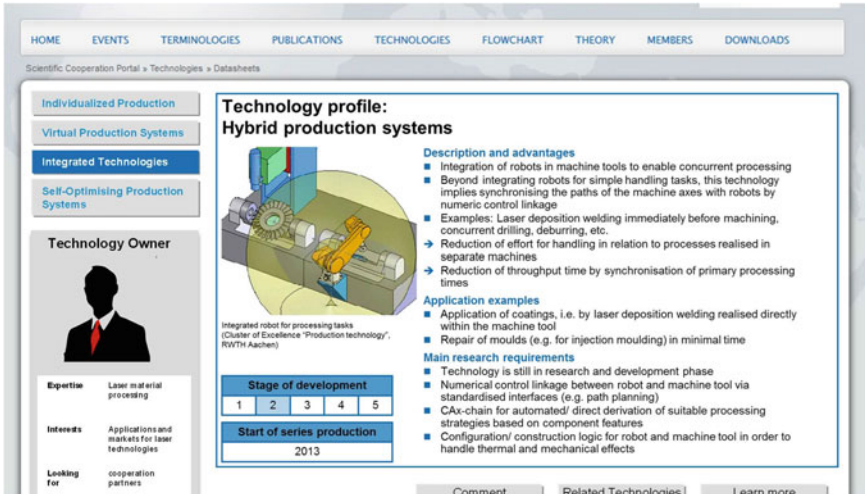 HOME EVENTS TERMINOLOGIES PUBLICATIONS TECHNOLOGIES FLOWCHART THEORY MEMBERS DOWNLOADS
Scientific Cooperation Portal » Technologies » Datasheets
Individualized Production
Virtual Production Systems
Integrated Technologies
Self-Optimising Production
Systems
Technology Owner
Expertise Laser material
processing
Interests Applications and
markets for laser
technologies
Looking cooperation
for partners
Technology profile:
Hybrid production systems
Integrated robot for processing tasks
(Cluster of Excellence "Production technology",
RWTH Aachen)
Stage of development
1 2 3 4 5
Start of series production
2013
Description and advantages
■ Integration of robots in machine tools to enable concurrent processing
■ Beyond integrating robots for simple handling tasks, this technology
implies synchronising the paths of the machine axes with robots by
numeric control linkage
■ Examples: Laser deposition welding immediately before machining,
concurrent drilling, deburring, etc.
→ Reduction of effort for handling in relation to processes realised in
separate machines
→ Reduction of throughput time by synchronisation of primary processing
times
Application examples
■ Application of coatings, i.e. by laser deposition welding realised directly
within the machine tool
■ Repair of moulds (e.g. for injection moulding) in minimal time
Main research requirements
■ Technology is still in research and development phase
■ Numerical control linkage between robot and machine tool via
standardised interfaces (e.g. path planning)
■ CAx-chain for automated/ direct derivation of suitable processing
strategies based on component features
■ Configuration/ construction logic for robot and machine tool in order to
handle thermal and mechanical effects
Comment Related Technologies Learn more